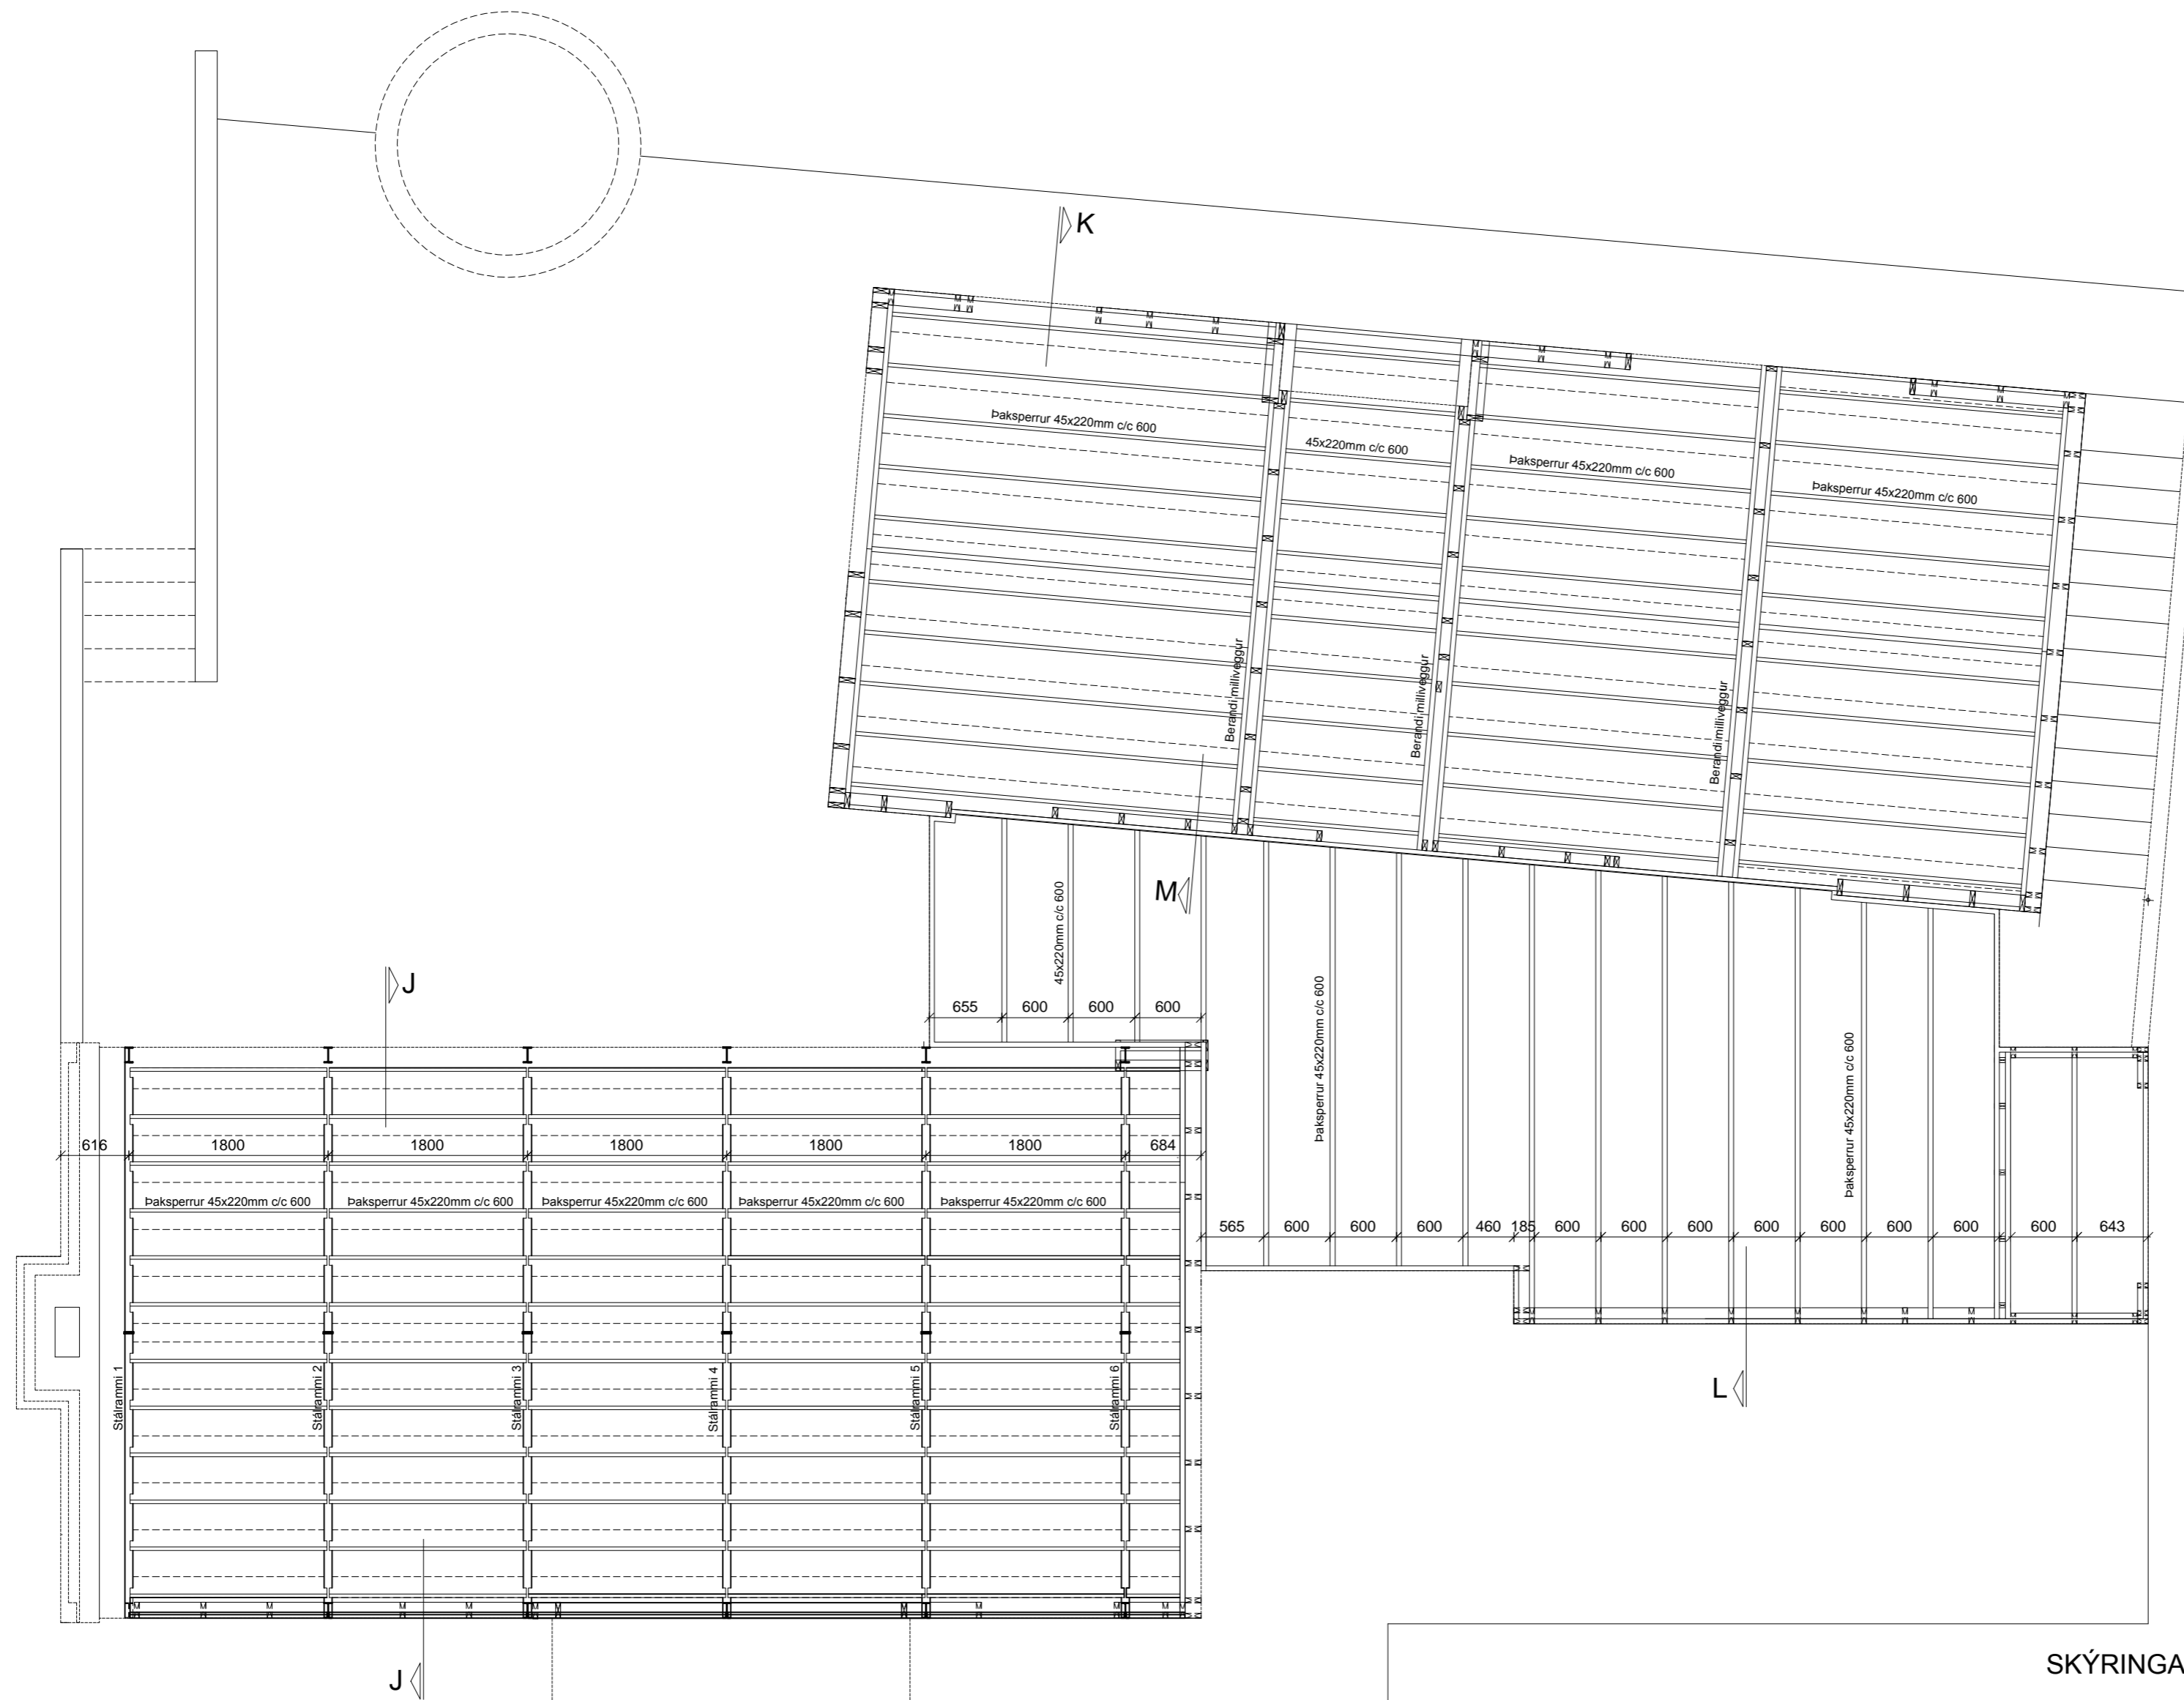 K
Þaksperrur 45x220mm c/c 600
45x220mm c/c 600
Þaksperrur 45x220mm c/c 600
Þaksperrur 45x220mm c/c 600
Berandi milliveggur
Berandi milliveggur
Berandi milliveggur
M
45x220mm c/c 600
J
655 600 600 600
Þaksperrur 45x220mm c/c 600
Þaksperrur 45x220mm c/c 600
616 1800 1800 1800 1800 1800 684
Þaksperrur 45x220mm c/c 600
Þaksperrur 45x220mm c/c 600
Þaksperrur 45x220mm c/c 600
Þaksperrur 45x220mm c/c 600
Þaksperrur 45x220mm c/c 600
565 600 600 600 460 185 600 600 600 600 600 600 600 600 643
Stálrammi 1
Stálrammi 2
Stálrammi 3
Stálrammi 4
Stálrammi 5
Stálrammi 6
L
J
SKÝRINGA